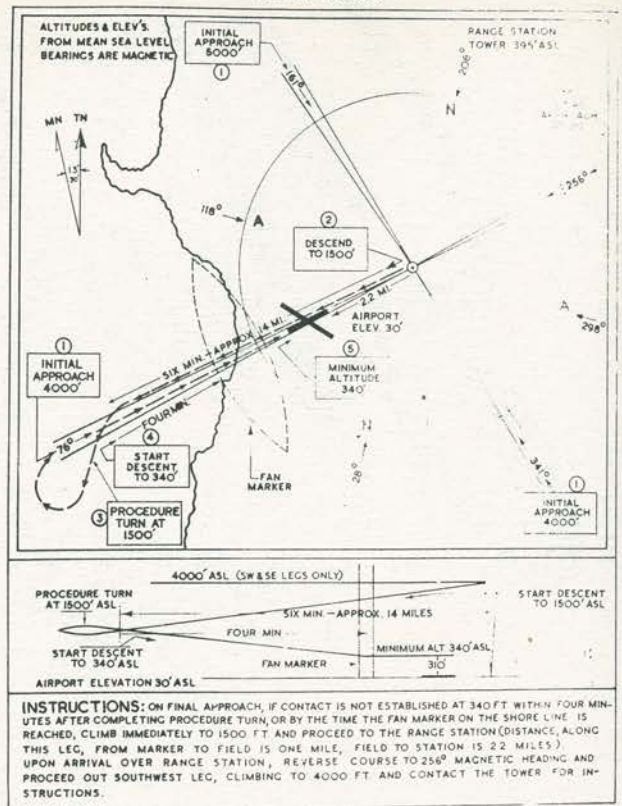 ALTITUDES & ELEV'S.
FROM MEAN SEA LEVEL
BEARINGS ARE MAGNETIC
INITIAL
APPROACH
5000'
①
RANGE STATION
TOWER 395' ASL
206°
N
161°
MN TN
15°
118°
A
256°
②
DESCEND
TO 1500'
2.2 MI.
AIRPORT
ELEV. 30'
A
298°
SIX MIN.—APPROX. 14 MI.
①
INITIAL
APPROACH
4000'
⑤
MINIMUM
ALTITUDE
340'
76°
FOUR MIN.
④
START
DESCENT
TO 340'
FAN
MARKER
N
28°
341°
①
INITIAL
APPROACH
4000'
③
PROCEDURE
TURN AT
1500'
4000' ASL (SW & SE LEGS ONLY)
PROCEDURE TURN
AT 1500' ASL
START DESCENT
TO 1500' ASL
SIX MIN.—APPROX. 14 MILES
FOUR MIN
START DESCENT
TO 340' ASL
MINIMUM ALT 340' ASL
FAN MARKER
310'
AIRPORT ELEVATION 30' ASL
INSTRUCTIONS: ON FINAL APPROACH, IF CONTACT IS NOT ESTABLISHED AT 340 FT WITHIN FOUR MIN-
UTES AFTER COMPLETING PROCEDURE TURN, OR BY THE TIME THE FAN MARKER ON THE SHORE LINE IS
REACHED, CLIMB IMMEDIATELY TO 1500 FT AND PROCEED TO THE RANGE STATION (DISTANCE, ALONG
THIS LEG, FROM MARKER TO FIELD IS ONE MILE, FIELD TO STATION IS 2.2 MILES).
UPON ARRIVAL OVER RANGE STATION, REVERSE COURSE TO 256° MAGNETIC HEADING AND
PROCEED OUT SOUTHWEST LEG, CLIMBING TO 4000 FT AND CONTACT THE TOWER FOR IN-
STRUCTIONS.